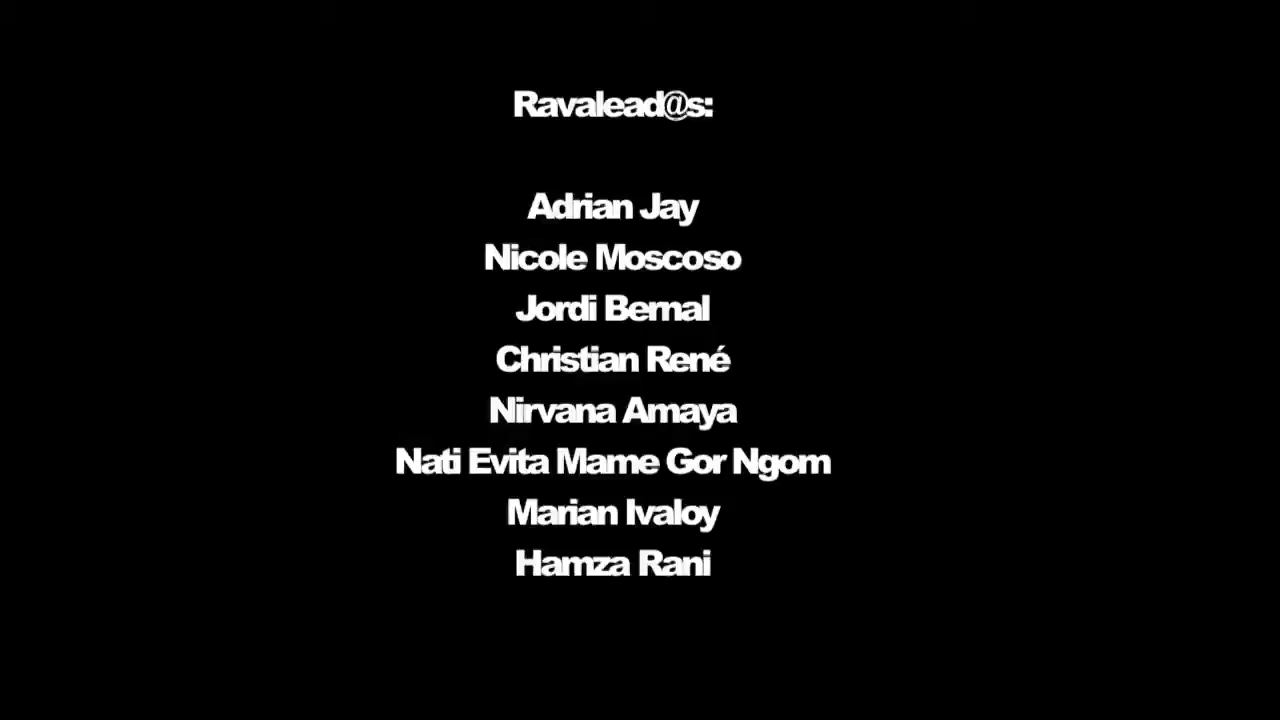 Ravalead@s:
Adrian Jay
Nicole Moscoso
Jordi Bernal
Christian René
Nirvana Amaya
Nati Evita Mame Gor Ngom
Marian Ivaloy
Hamza Rani